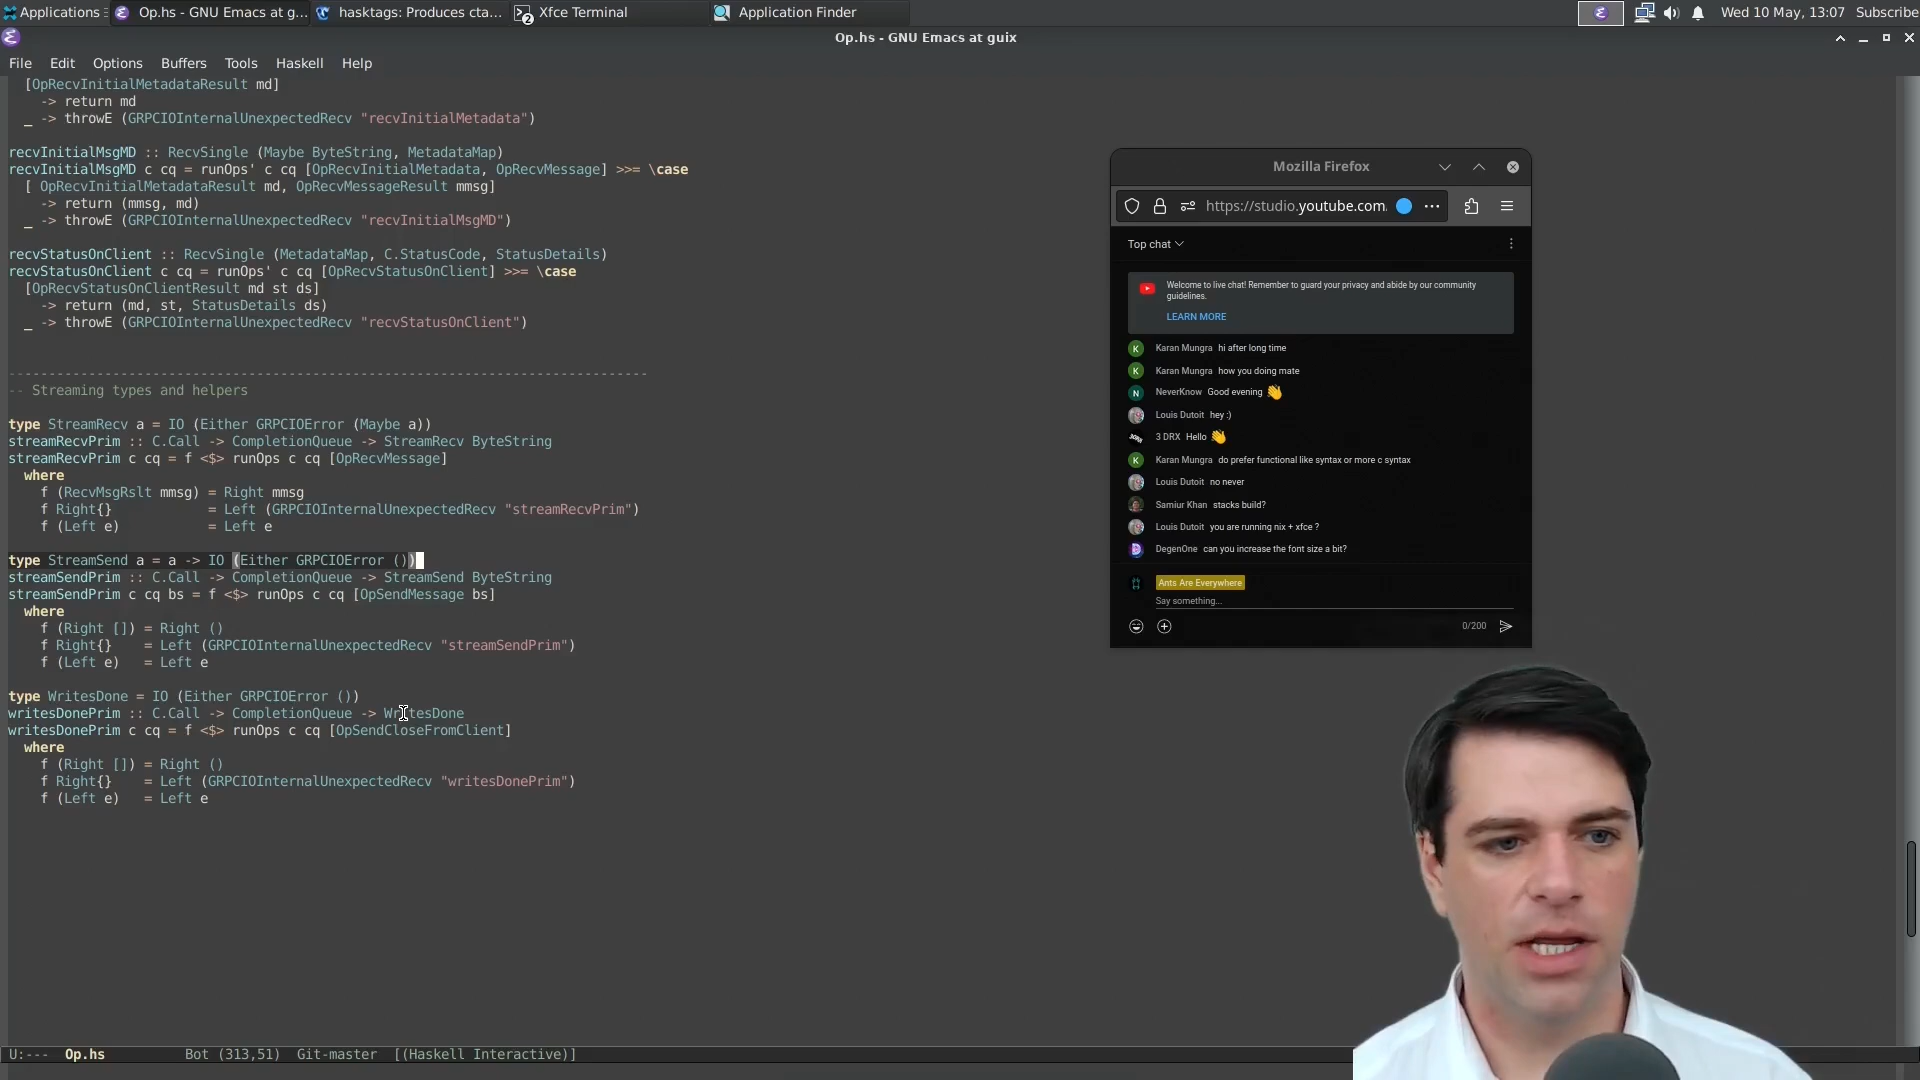 Applications
Op.hs - GNU Emacs at g...
hasktags: Produces cta...
2
Xfce Terminal
Application Finder
Wed 10 May, 13:07
Subscribe
Op.hs - GNU Emacs at guix
File Edit Options Buffers Tools Haskell Help
[OpRecvInitialMetadataResult md]
-> return md
_ -> throwE (GRPCIOInternalUnexpectedRecv "recvInitialMetadata")
recvInitialMsgMD :: RecvSingle (Maybe ByteString, MetadataMap)
recvInitialMsgMD c cq = runOps' c cq [OpRecvInitialMetadata, OpRecvMessage] >>= \case
[ OpRecvInitialMetadataResult md, OpRecvMessageResult mmsg]
-> return (mmsg, md)
_ -> throwE (GRPCIOInternalUnexpectedRecv "recvInitialMsgMD")
recvStatusOnClient :: RecvSingle (MetadataMap, C.StatusCode, StatusDetails)
recvStatusOnClient c cq = runOps' c cq [OpRecvStatusOnClient] >>= \case
[OpRecvStatusOnClientResult md st ds]
-> return (md, st, StatusDetails ds)
_ -> throwE (GRPCIOInternalUnexpectedRecv "recvStatusOnClient")
--------------------------------------------------------------------------------
-- Streaming types and helpers
type StreamRecv a = IO (Either GRPCIOError (Maybe a))
streamRecvPrim :: C.Call -> CompletionQueue -> StreamRecv ByteString
streamRecvPrim c cq = f <$> runOps c cq [OpRecvMessage]
where
f (RecvMsgRslt mmsg) = Right mmsg
f Right{} = Left (GRPCIOInternalUnexpectedRecv "streamRecvPrim")
f (Left e) = Left e
type StreamSend a = a -> IO (Either GRPCIOError ())
streamSendPrim :: C.Call -> CompletionQueue -> StreamSend ByteString
streamSendPrim c cq bs = f <$> runOps c cq [OpSendMessage bs]
where
f (Right []) = Right ()
f Right{} = Left (GRPCIOInternalUnexpectedRecv "streamSendPrim")
f (Left e) = Left e
type WritesDone = IO (Either GRPCIOError ())
writesDonePrim :: C.Call -> CompletionQueue -> WritesDone
writesDonePrim c cq = f <$> runOps c cq [OpSendCloseFromClient]
where
f (Right []) = Right ()
f Right{} = Left (GRPCIOInternalUnexpectedRecv "writesDonePrim")
f (Left e) = Left e
U:--- Op.hs Bot (313,51) Git-master [(Haskell Interactive)]
Mozilla Firefox
https://studio.youtube.com.
Top chat
Welcome to live chat! Remember to guard your privacy and abide by our community
guidelines.
LEARN MORE
K Karan Mungra hi after long time
K Karan Mungra how you doing mate
N NeverKnow Good evening 👋
Louis Dutoit hey :)
3 DRX Hello 👋
K Karan Mungra do prefer functional like syntax or more c syntax
Louis Dutoit no never
Samiur Khan stacks build?
Louis Dutoit you are running nix + xfce ?
DegenOne can you increase the font size a bit?
Ants Are Everywhere
Say something...
0/200